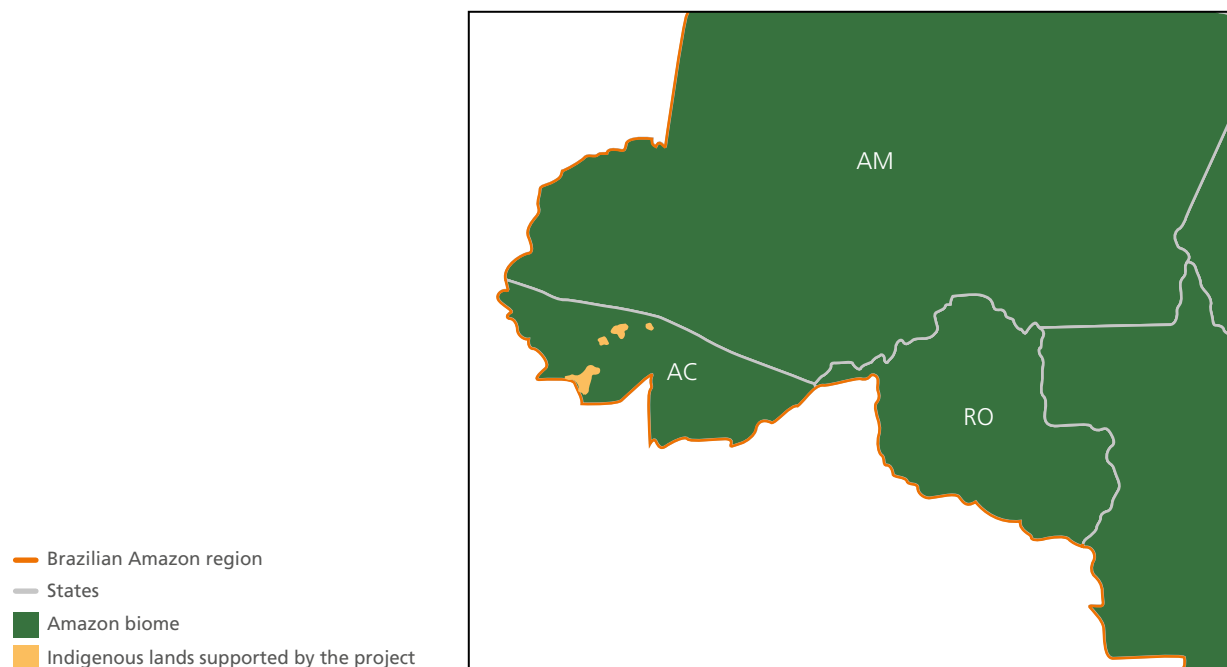 AM
AC
RO
Brazilian Amazon region
States
Amazon biome
Indigenous lands supported by the project